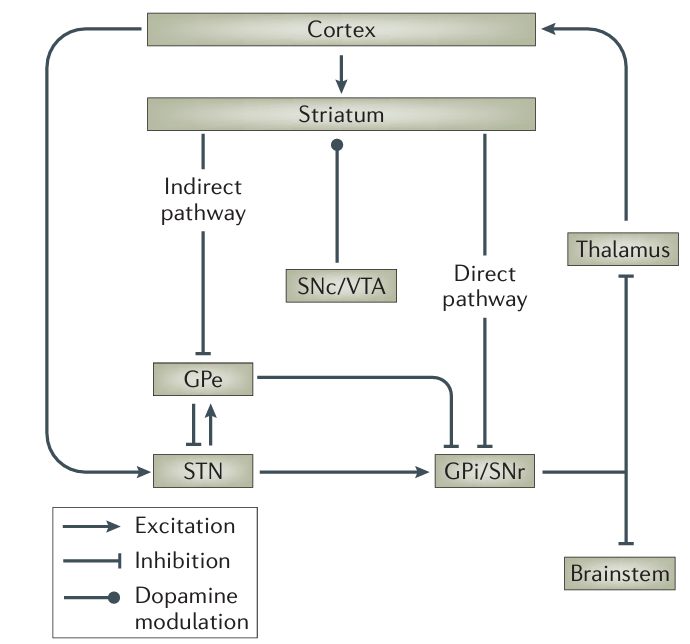 Cortex
Striatum
Indirect
pathway
Thalamus
SNc/VTA
Direct
pathway
GPe
STN
GPi/SNr
Excitation
Inhibition
Dopamine
modulation
Brainstem